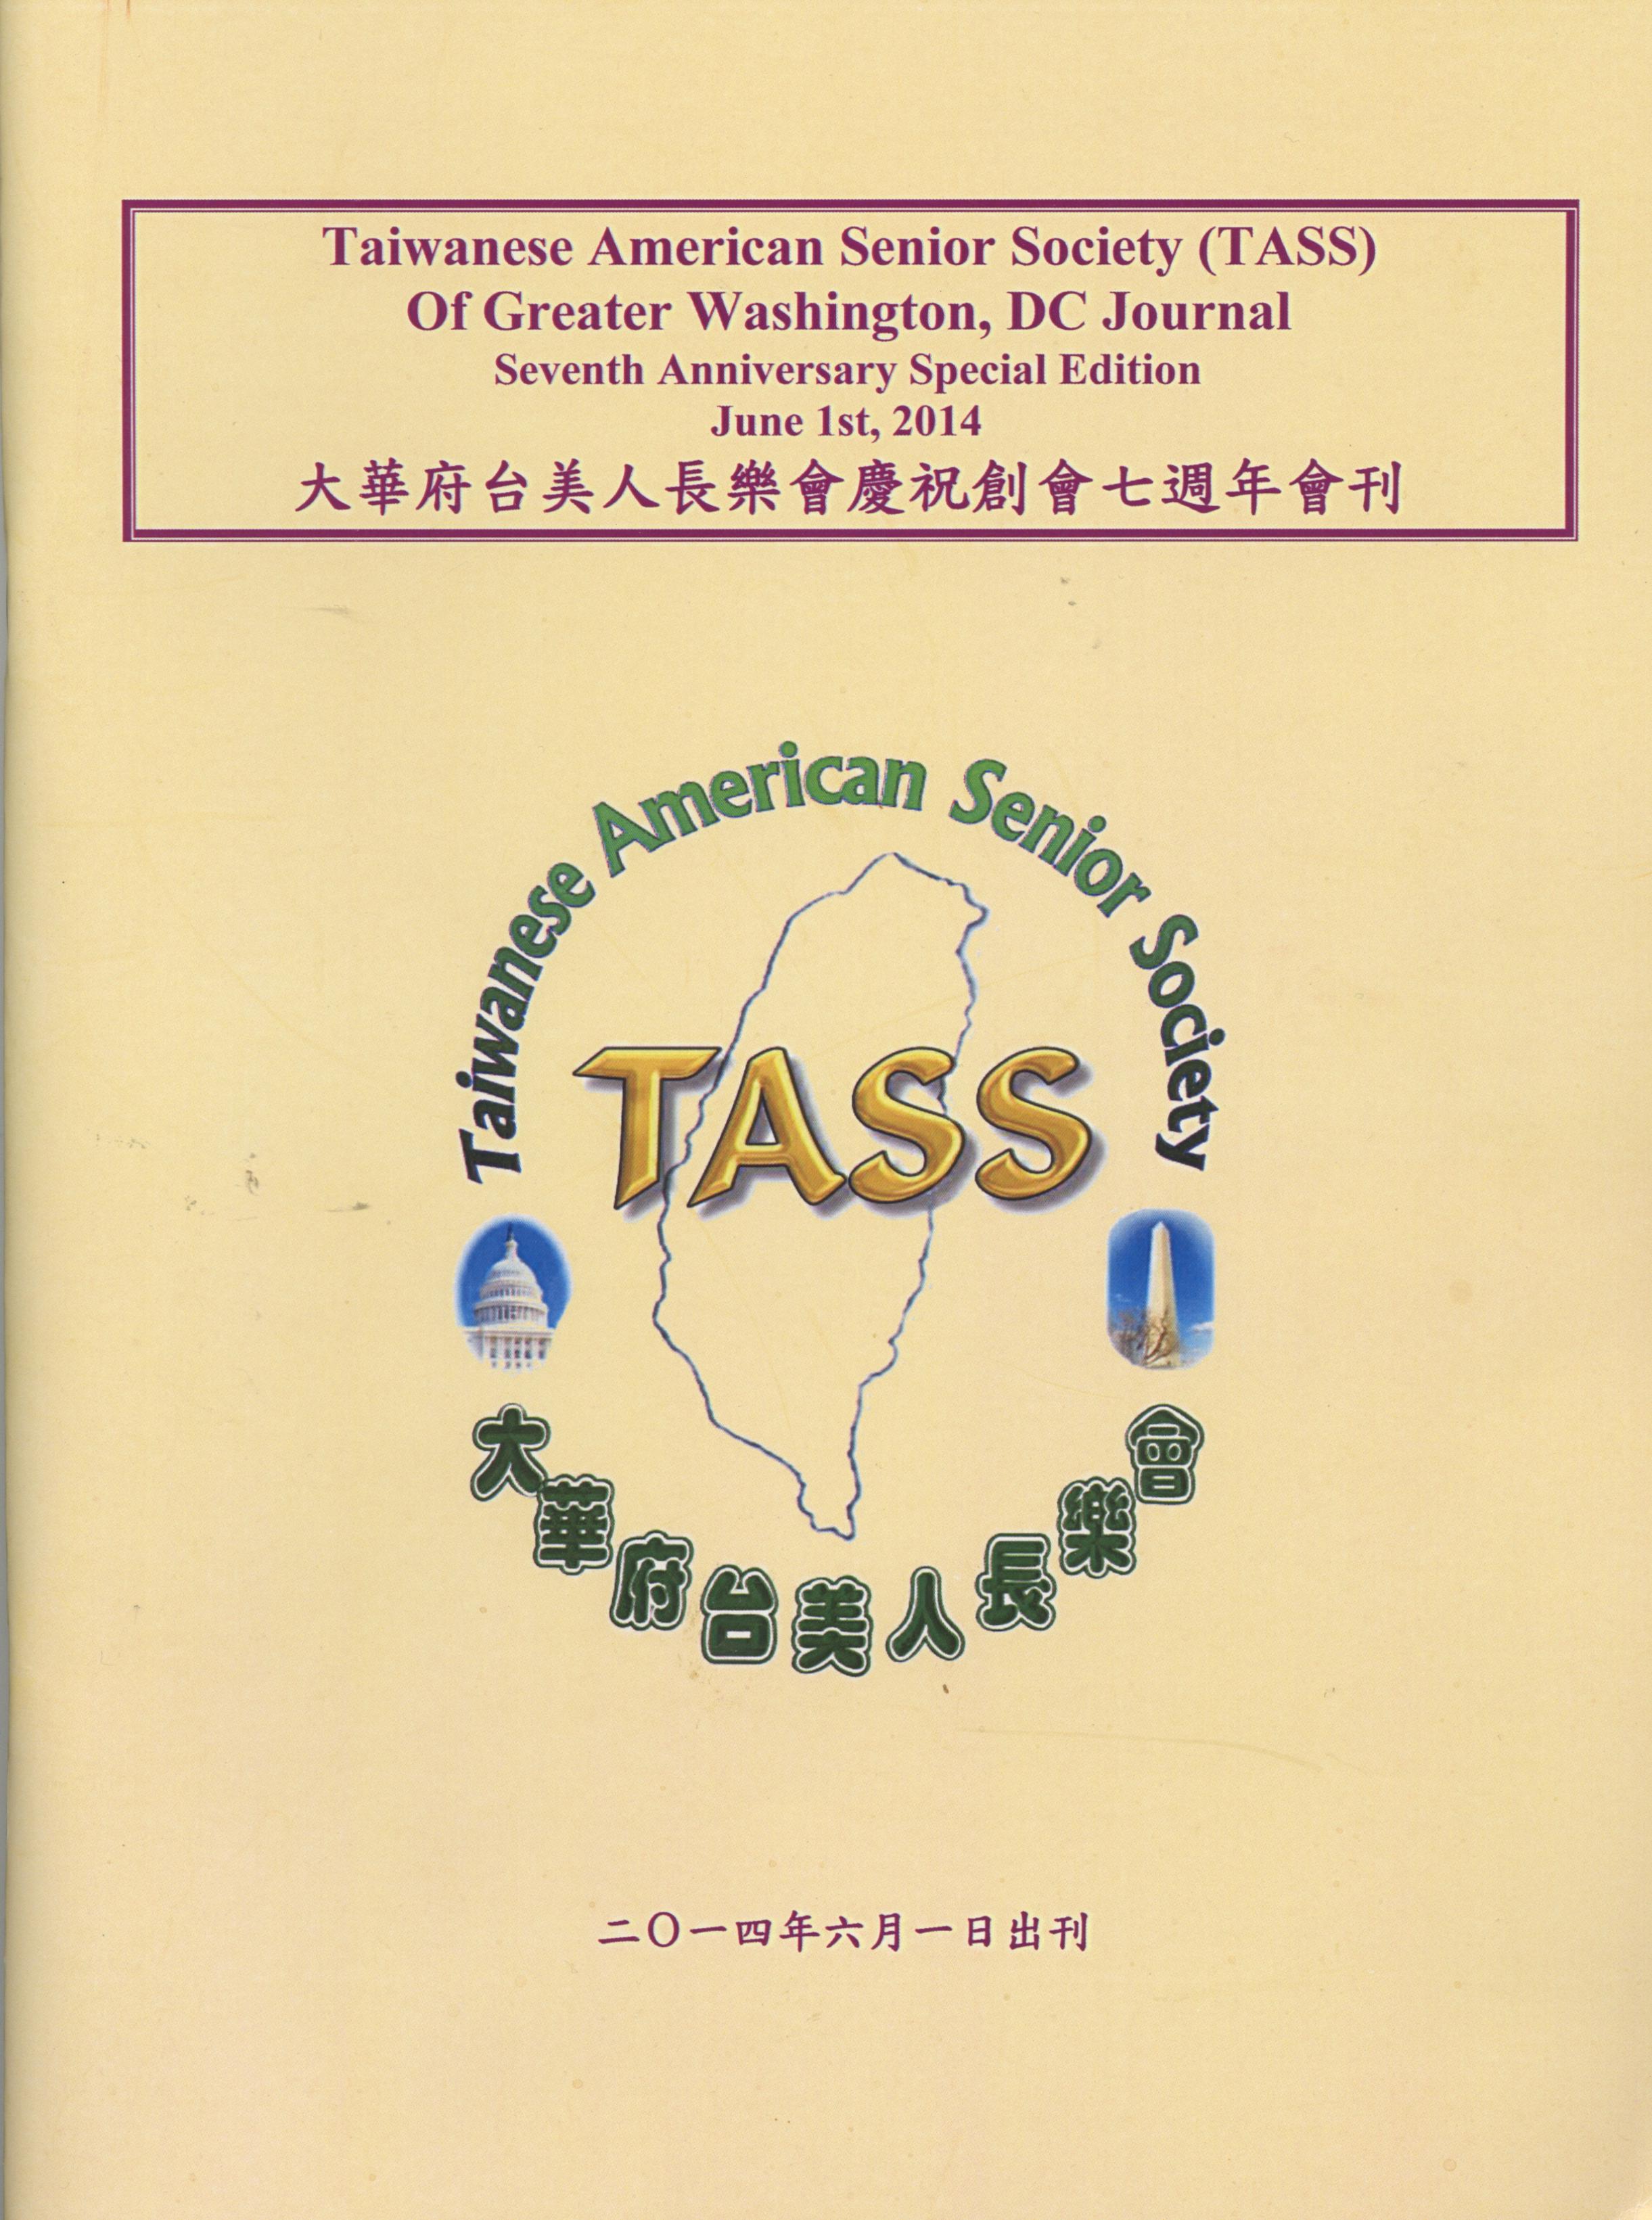 Taiwanese American Senior Society (TASS)
Of Greater Washington, DC Journal
Seventh Anniversary Special Edition
June 1st, 2014
大華府台美人長樂會慶祝創會七週年會刊
Taiwanese American Senior Society
TASS
大華府台美人長樂會
二〇一四年六月一日出刊